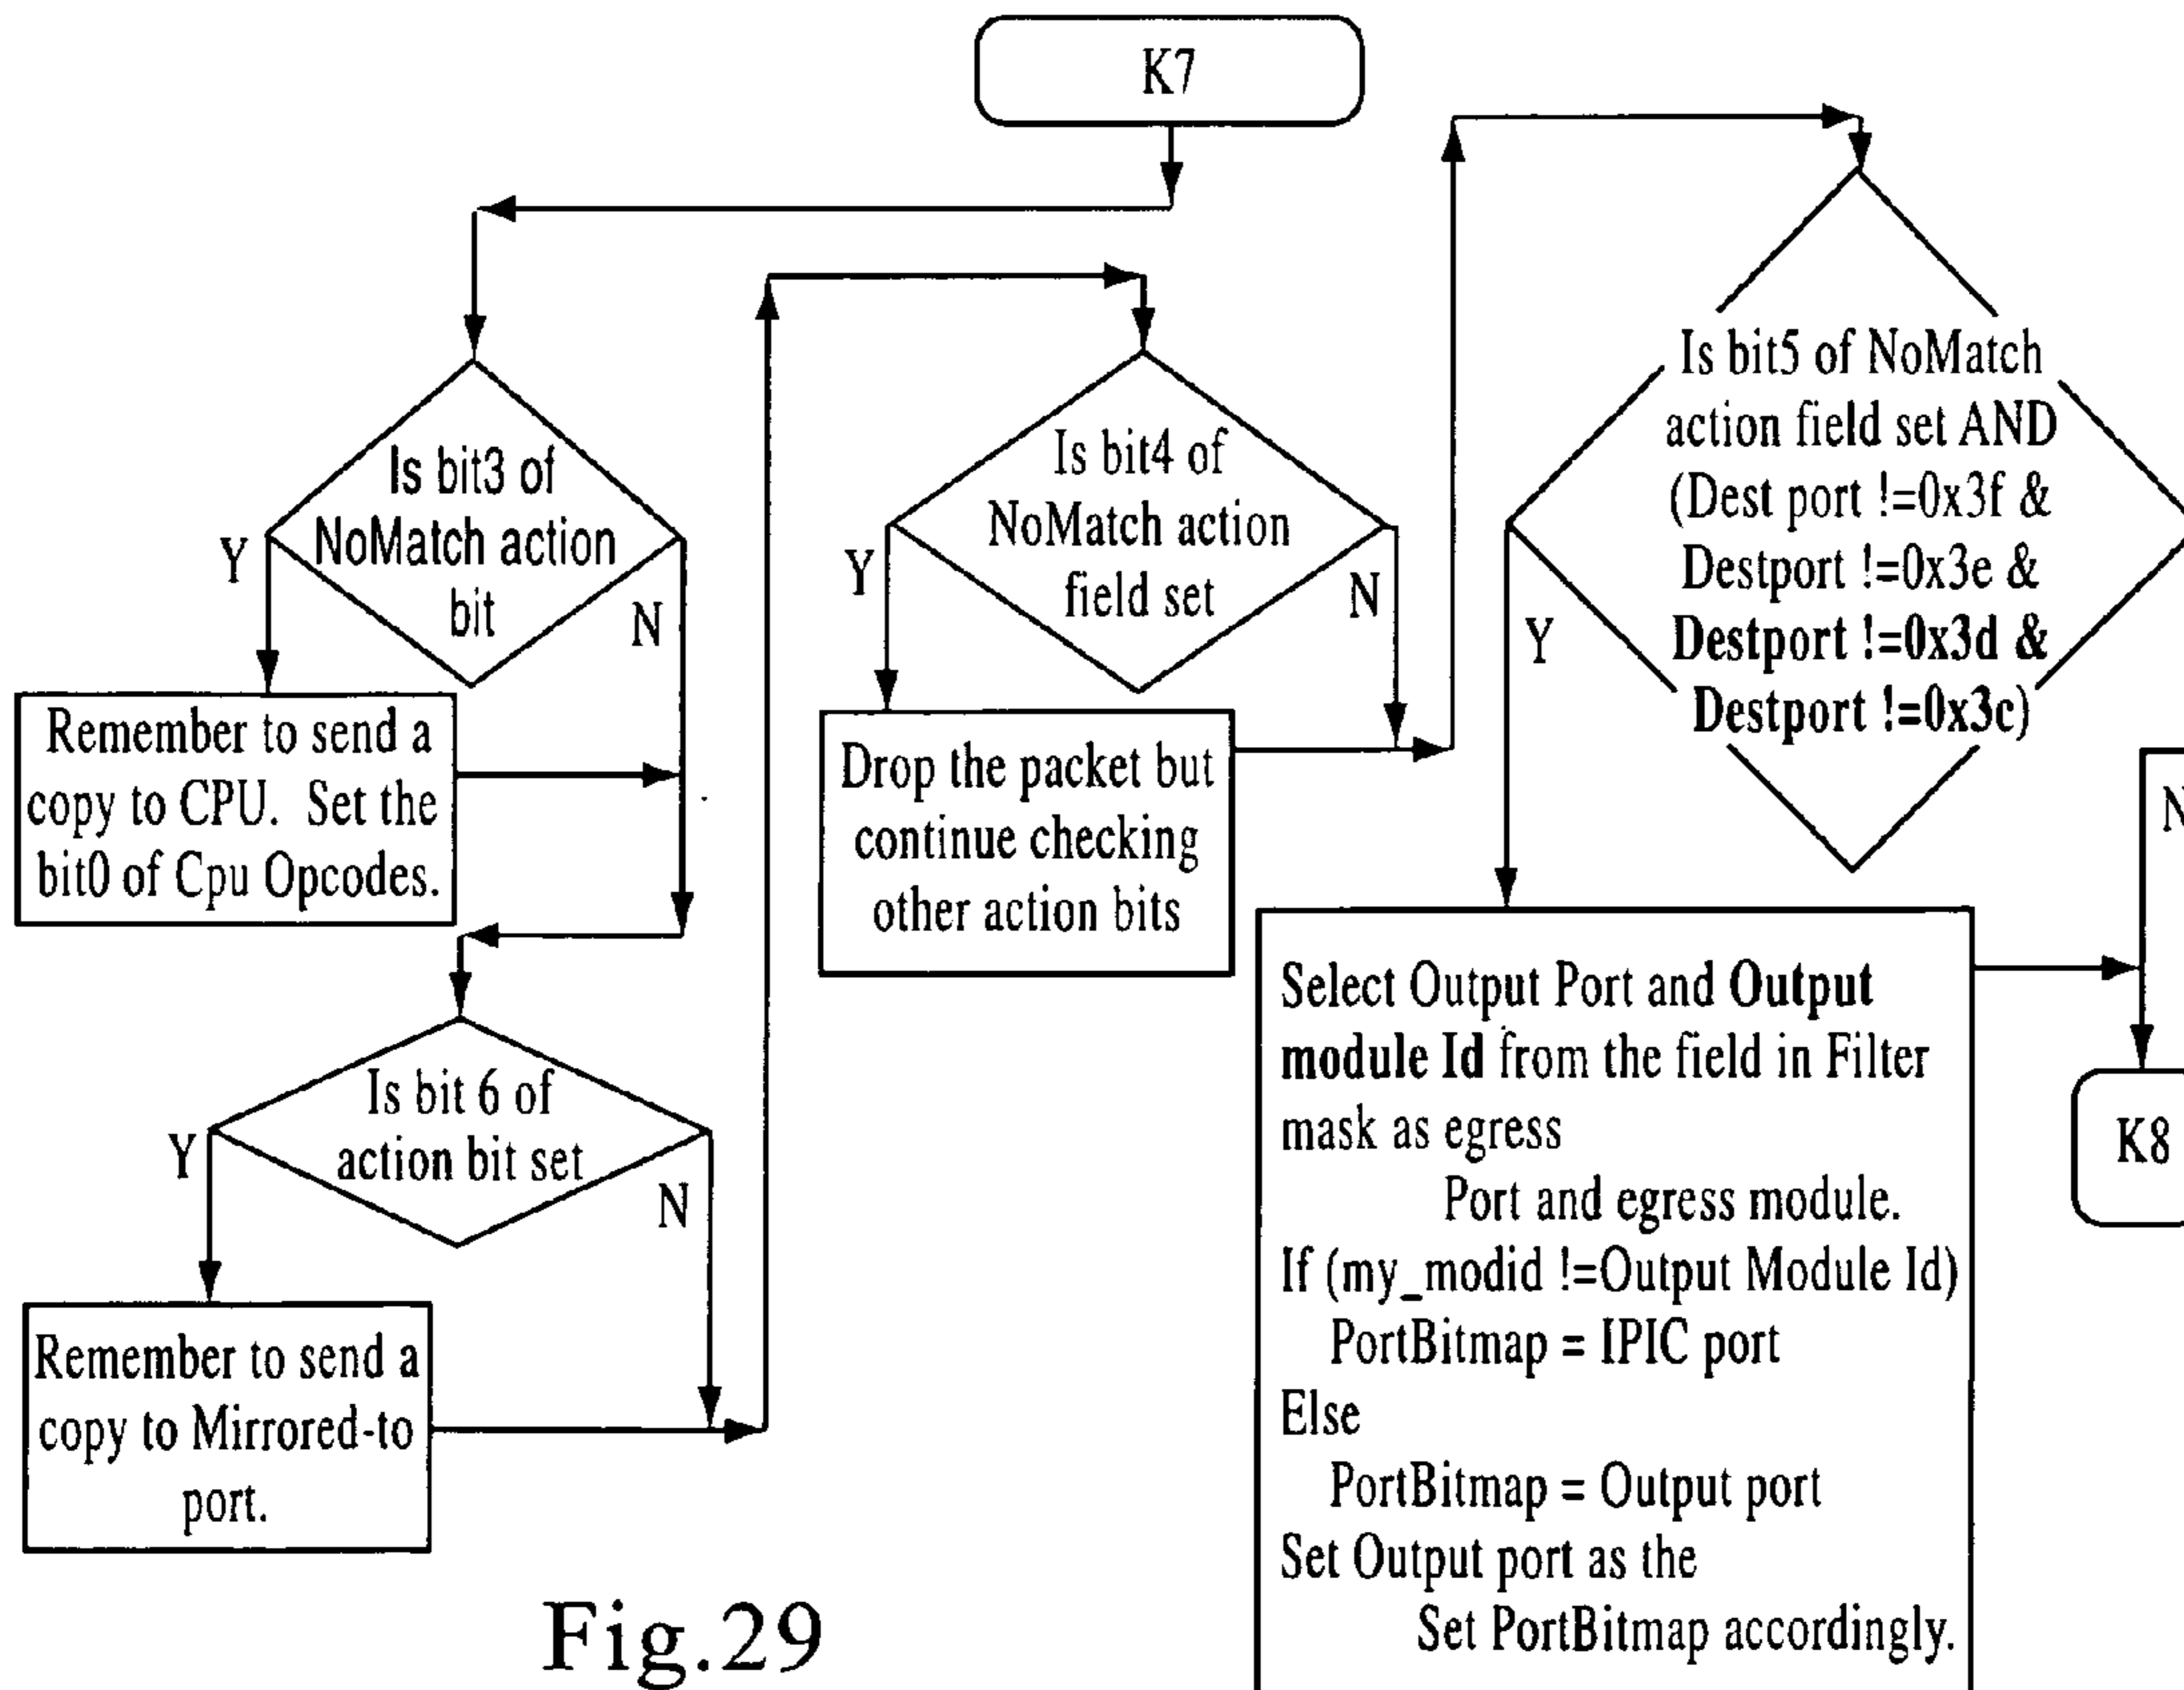 K7
Is bit3 of
NoMatch action
bit
Y
N
Remember to send a
copy to CPU. Set the
bit0 of Cpu Opcodes.
Is bit 6 of
action bit set
Y
N
Remember to send a
copy to Mirrored-to
port.
Is bit4 of
NoMatch action
field set
Y
N
Drop the packet but
continue checking
other action bits
Is bit5 of NoMatch
action field set AND
(Dest port !=0x3f &
Destport !=0x3e &
Destport !=0x3d &
Destport !=0x3c)
Y
N
Select Output Port and Output
module Id from the field in Filter
mask as egress
Port and egress module.
If (my_modid !=Output Module Id)
PortBitmap = IPIC port
Else
PortBitmap = Output port
Set Output port as the
Set PortBitmap accordingly.
K8
Fig.29